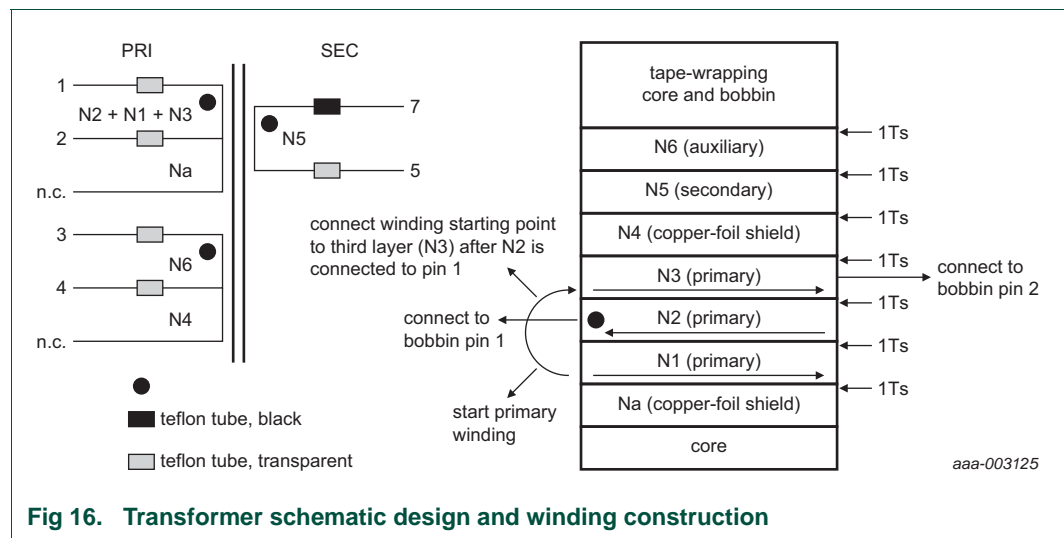 PRI
SEC
1
N2 + N1 + N3
2
Na
n.c.
3
N6
4
N4
n.c.
7
N5
5
teflon tube, black
teflon tube, transparent
connect winding starting point
to third layer (N3) after N2 is
connected to pin 1
connect to
bobbin pin 1
start primary
winding
tape-wrapping
core and bobbin
1Ts
N6 (auxiliary)
1Ts
N5 (secondary)
1Ts
N4 (copper-foil shield)
1Ts
N3 (primary)
connect to
bobbin pin 2
1Ts
N2 (primary)
1Ts
N1 (primary)
1Ts
Na (copper-foil shield)
core
aaa-003125
Fig 16. Transformer schematic design and winding construction